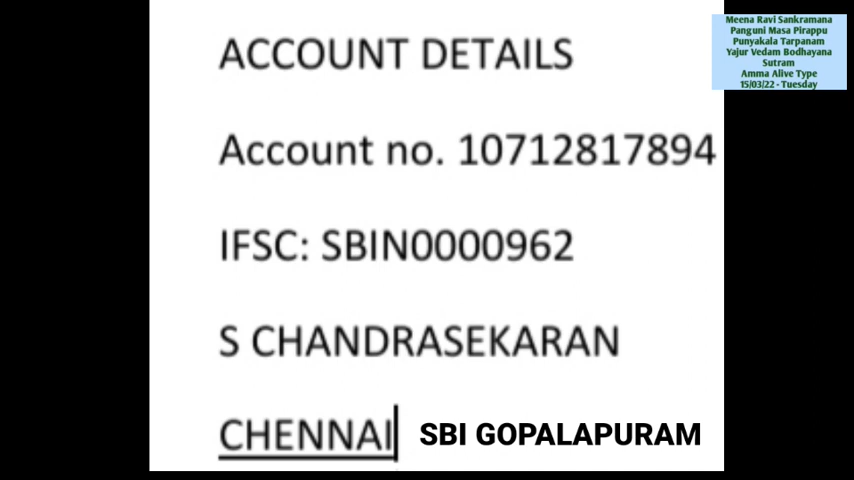 ACCOUNT DETAILS
Account no. 10712817894
IFSC: SBIN0000962
S CHANDRASEKARAN
CHENNAI SBI GOPALAPURAM
Meena Ravi Sankramana
Panguni Masa Pirappu
Punyakala Tarpanam
Yajur Vedam Bodhayana
Sutram
Amma Alive Type
15/03/22 - Tuesday